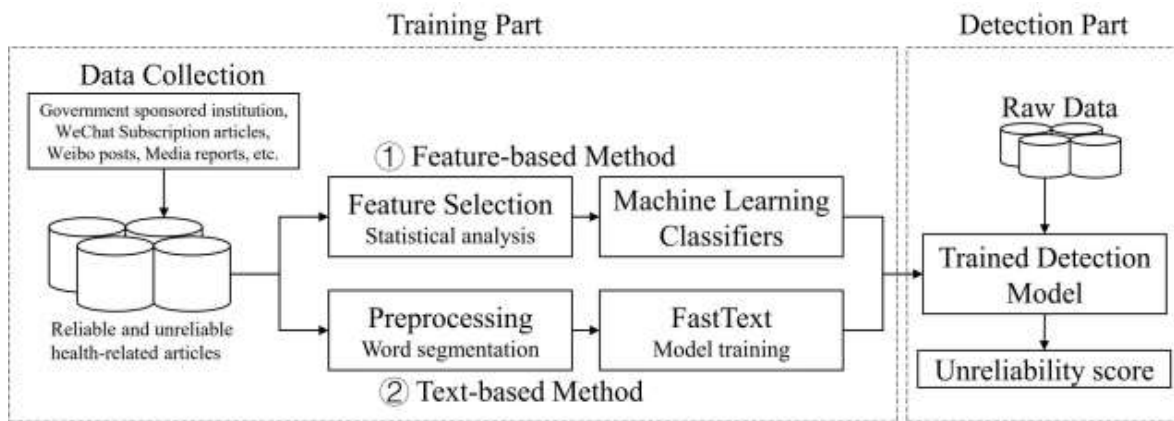 Training Part
Detection Part
Data Collection
Government sponsored institution,
WeChat Subscription articles,
Weibo posts, Media reports, etc.
Reliable and unreliable
health-related articles
① Feature-based Method
Feature Selection
Statistical analysis
Machine Learning
Classifiers
Preprocessing
Word segmentation
FastText
Model training
② Text-based Method
Raw Data
Trained Detection
Model
Unreliability score